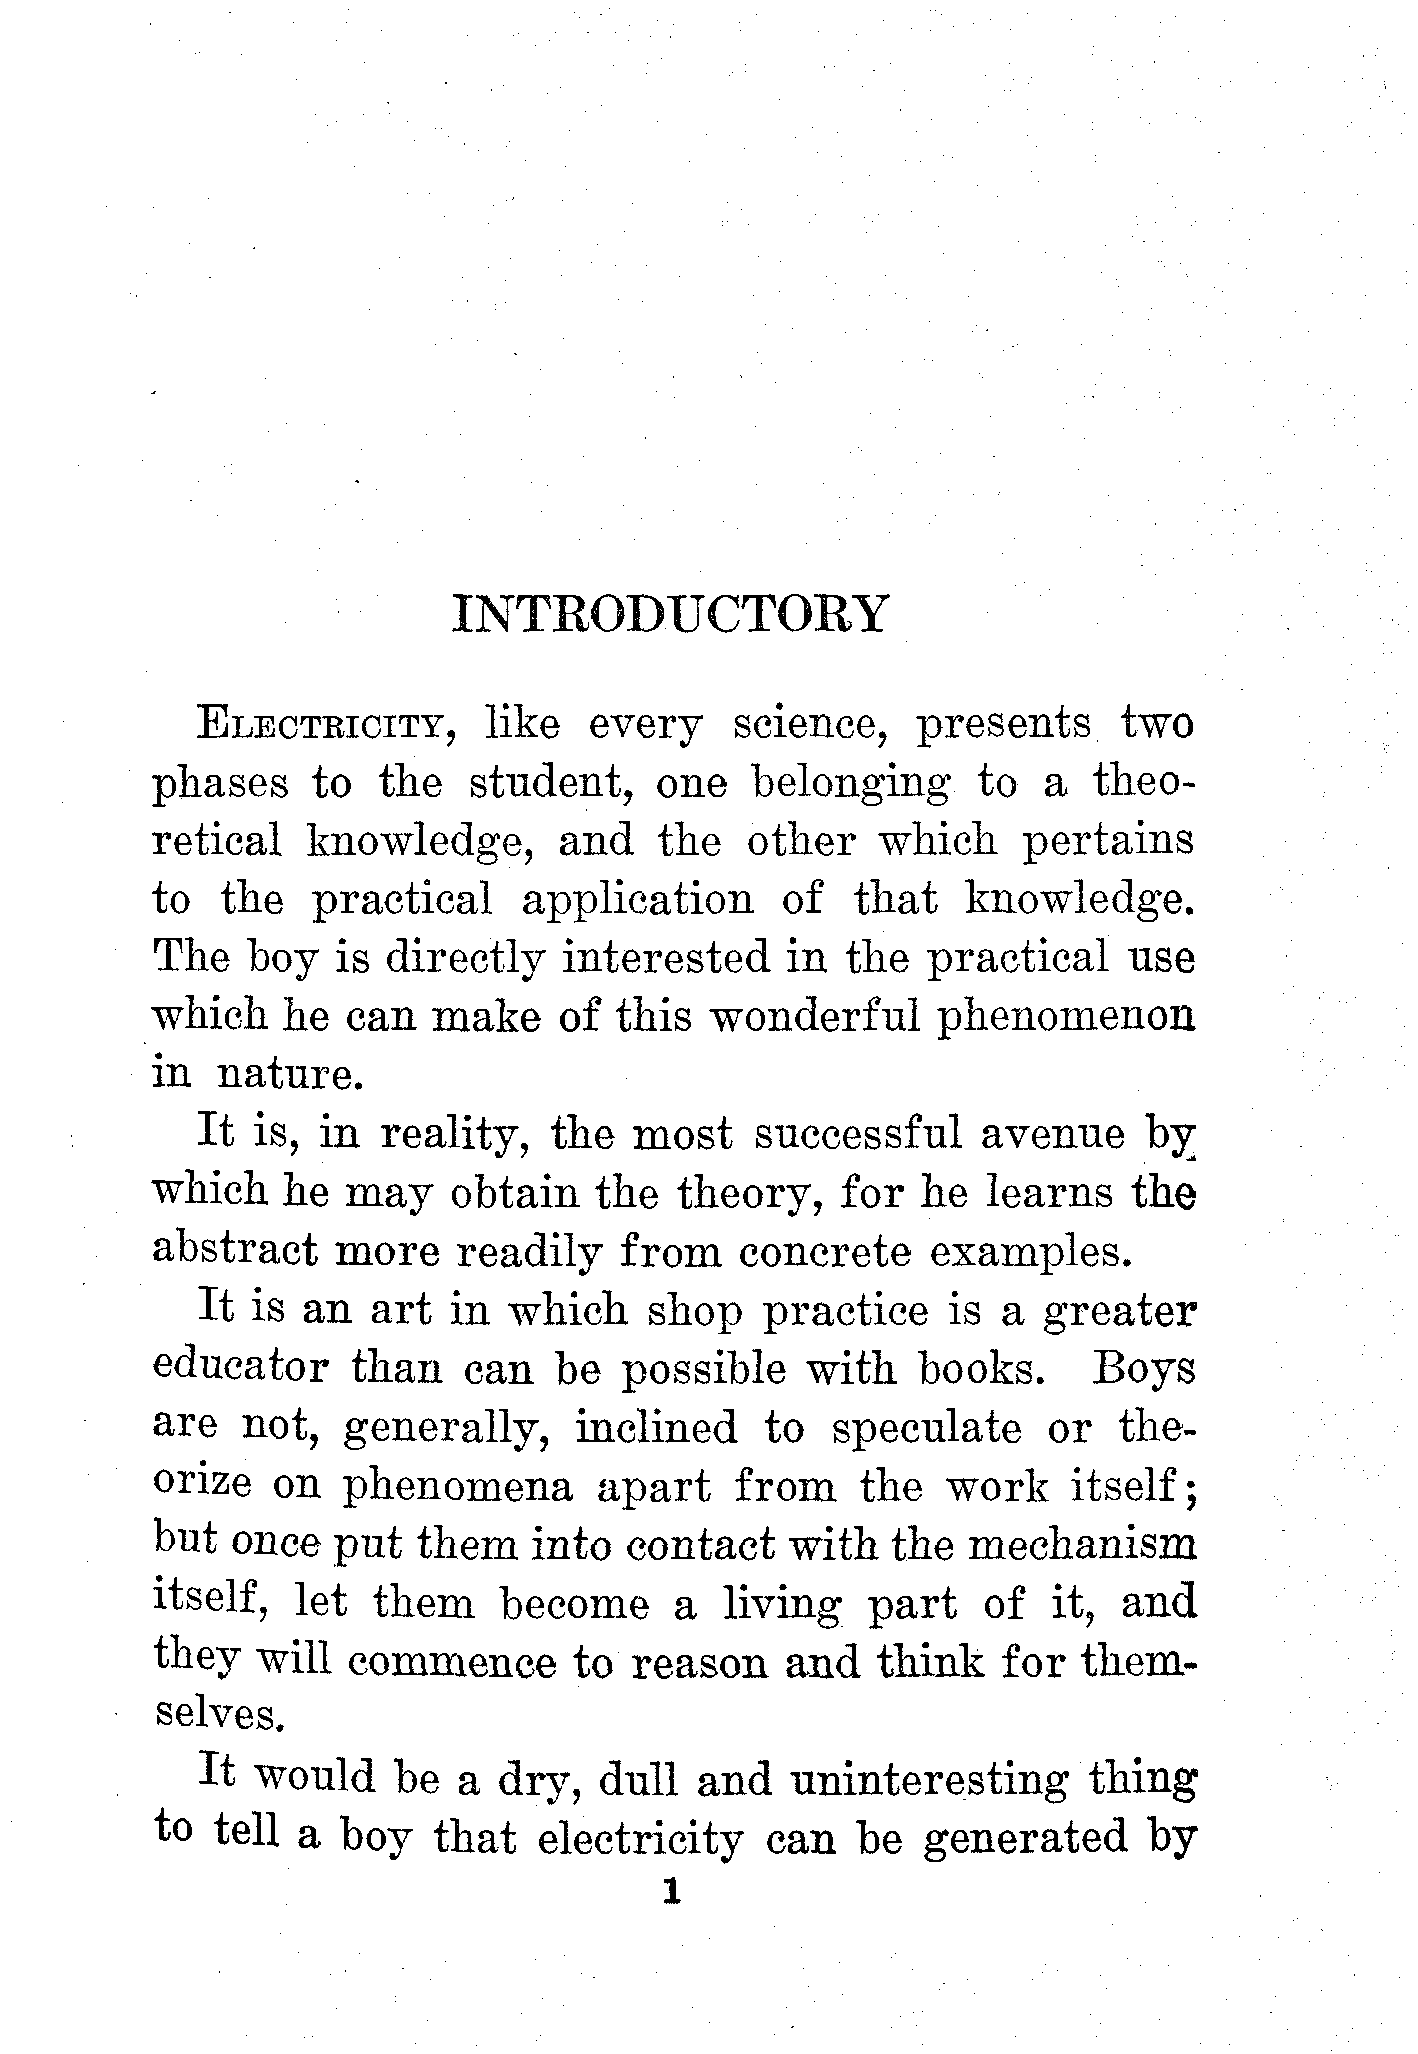 INTRODUCTORY
Electricity, like every science, presents two
phases to the student, one belonging to a theo-
retical knowledge, and the other which pertains
to the practical application of that knowledge.
The boy is directly interested in the practical use
which he can make of this wonderful phenomenon
in nature.
It is, in reality, the most successful avenue by
which he may obtain the theory, for he learns the
abstract more readily from concrete examples.
It is an art in which shop practice is a greater
educator than can be possible with books. Boys
are not, generally, inclined to speculate or the-
orize on phenomena apart from the work itself;
but once put them into contact with the mechanism
itself, let them become a living part of it, and
they will commence to reason and think for them-
selves.
It would be a dry, dull and uninteresting thing
to tell a boy that electricity can be generated by
1